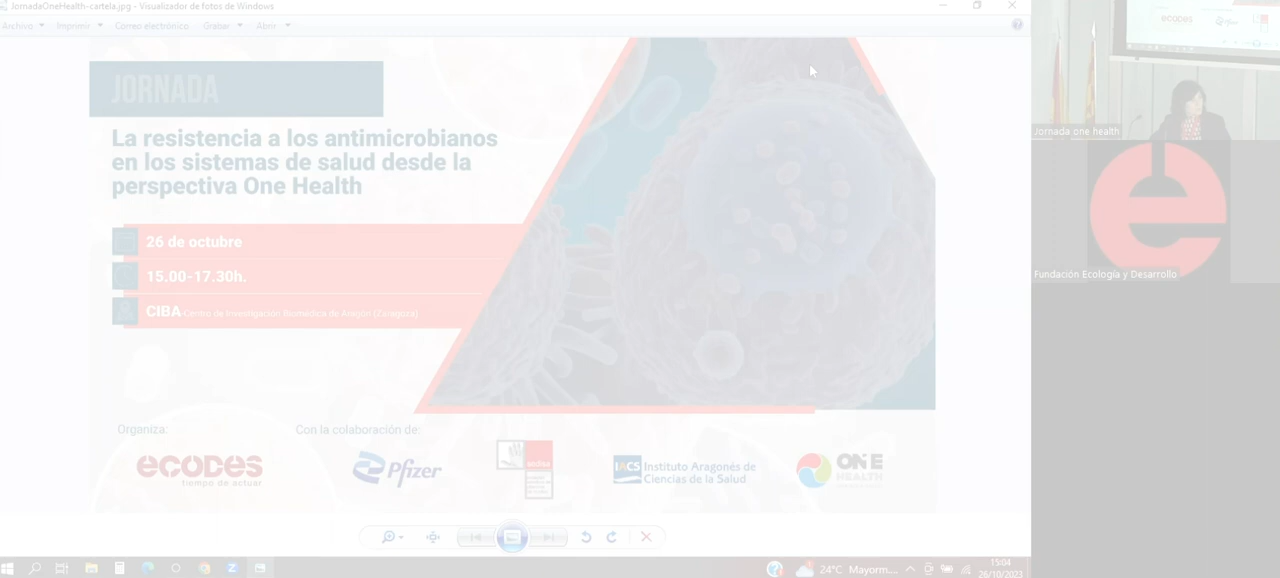 JornadaOneHealth-cartela.jpg - Visualizador de fotos de Windows
Archivo Imprimir Correo electrónico Grabar Abrir
JORNADA
La resistencia a los antimicrobianos
en los sistemas de salud desde la
perspectiva One Health
26 de octubre
15.00-17.30h.
CIBA Centro de Investigación Biomédica de Aragón (Zaragoza)
Organiza:
Con la colaboración de:
ecodes
tiempo de actuar
Pfizer
IACS Instituto Aragonés de
Ciencias de la Salud
ONE
HEALTH
ecodes
Pfizer
Jornada one health
Fundación Ecología y Desarrollo
24°C Mayorm...
15:04
26/10/2023